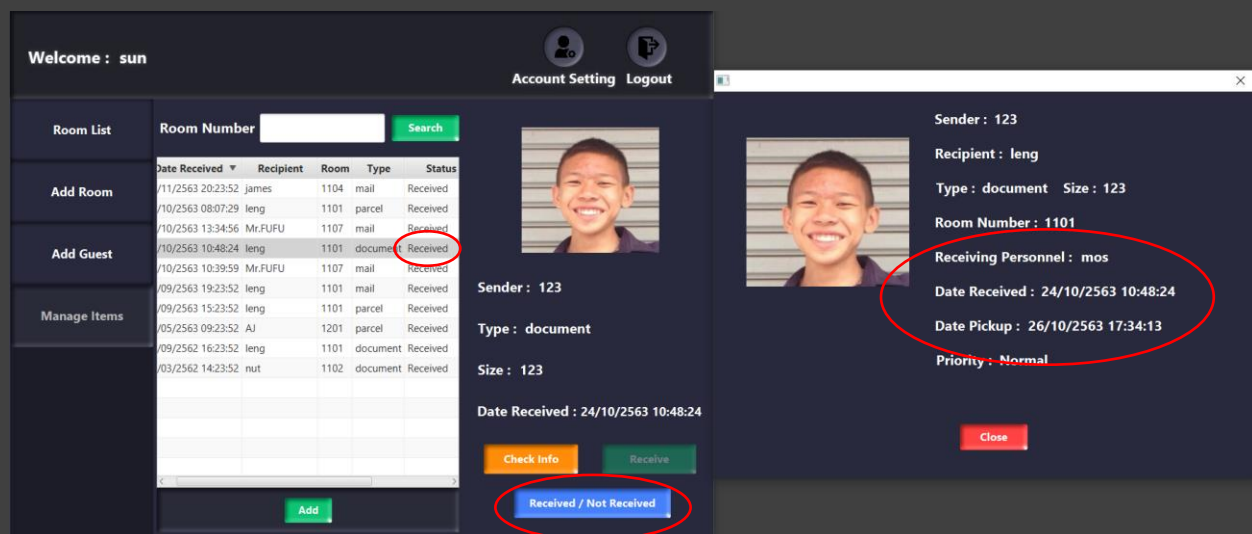 Welcome : sun
Account Setting Logout
Room List
Add Room
Add Guest
Manage Items
Room Number Search
Date Received Recipient Room Type Status
/11/2563 20:23:52 james 1104 mail Received
/10/2563 08:07:29 leng 1101 parcel Received
/10/2563 13:34:56 Mr.FUFU 1107 mail Received
/10/2563 10:48:24 leng 1101 document Received
/10/2563 10:39:59 Mr.FUFU 1107 mail Received
/09/2563 19:23:52 leng 1101 mail Received
/09/2563 15:23:52 leng 1101 parcel Received
/05/2563 09:23:52 AJ 1201 parcel Received
/09/2562 16:23:52 leng 1101 document Received
/03/2562 14:23:52 nut 1102 document Received
Add
Sender : 123
Type : document
Size : 123
Date Received : 24/10/2563 10:48:24
Check Info Receive
Received / Not Received
Sender : 123
Recipient : leng
Type : document Size : 123
Room Number : 1101
Receiving Personnel : mos
Date Received : 24/10/2563 10:48:24
Date Pickup : 26/10/2563 17:34:13
Priority : Normal
Close